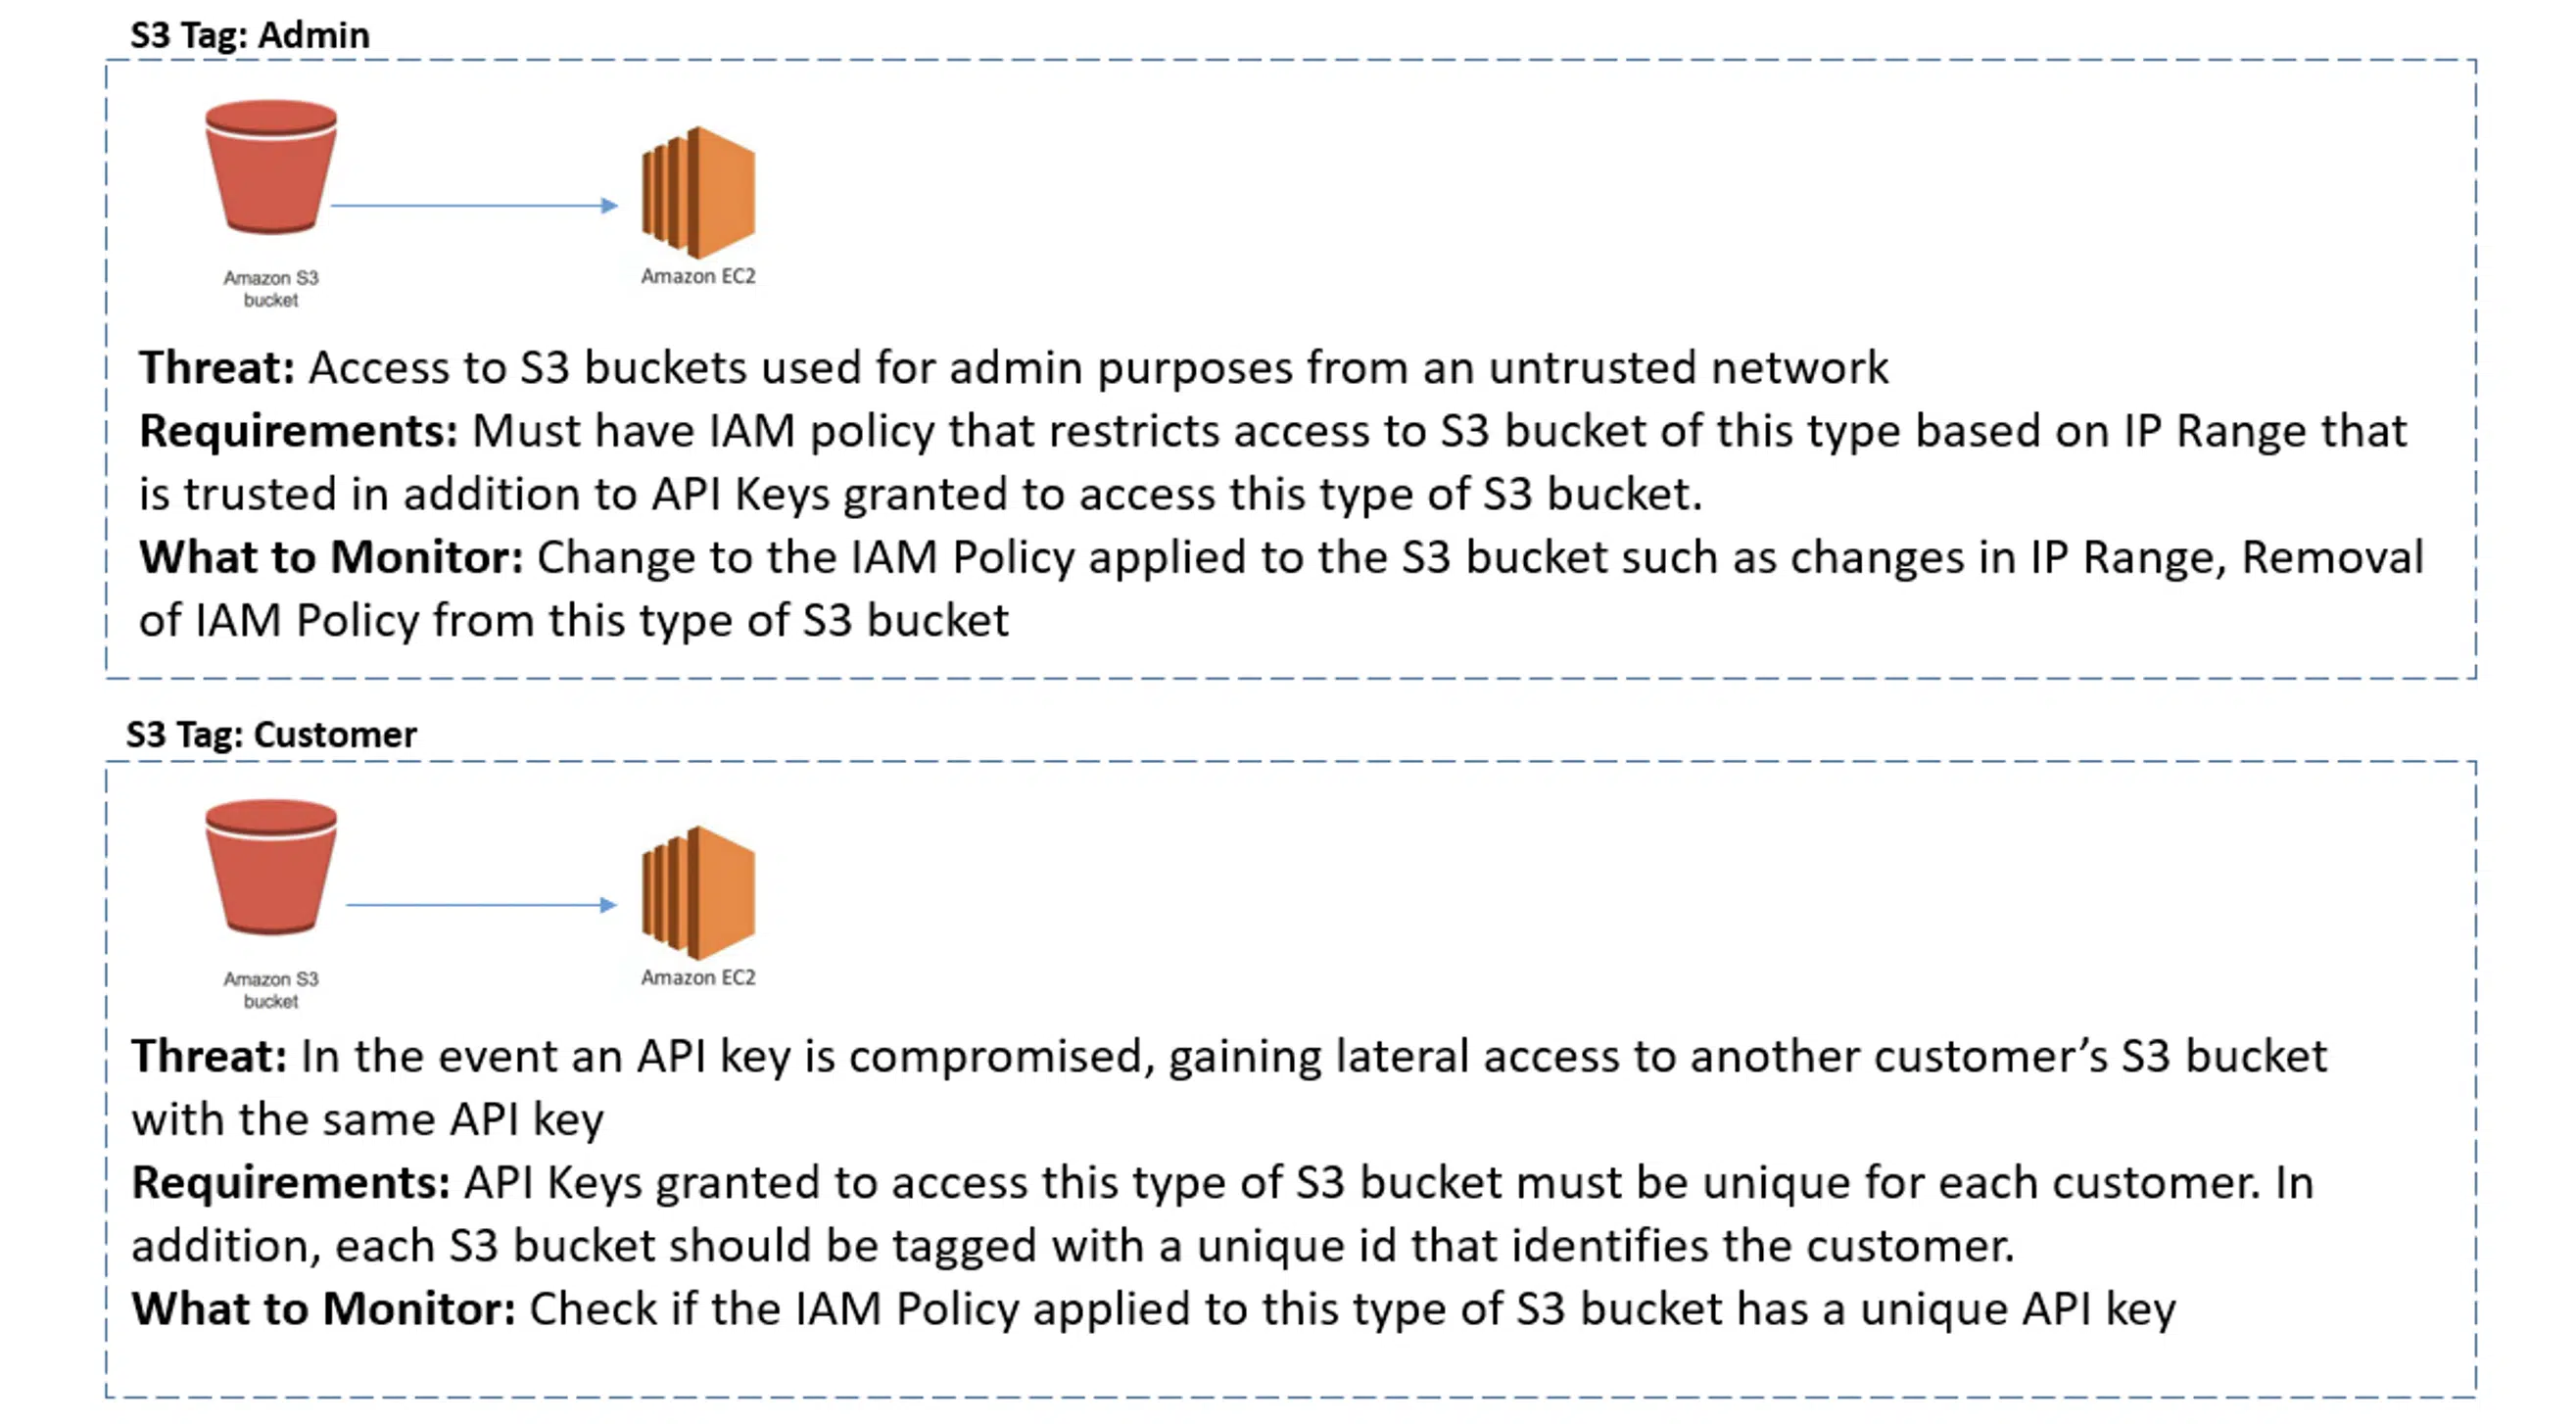 S3 Tag: Admin
Amazon S3
bucket
Amazon EC2
Threat: Access to S3 buckets used for admin purposes from an untrusted network
Requirements: Must have IAM policy that restricts access to S3 bucket of this type based on IP Range that
is trusted in addition to API Keys granted to access this type of S3 bucket.
What to Monitor: Change to the IAM Policy applied to the S3 bucket such as changes in IP Range, Removal
of IAM Policy from this type of S3 bucket
S3 Tag: Customer
Amazon S3
bucket
Amazon EC2
Threat: In the event an API key is compromised, gaining lateral access to another customer’s S3 bucket
with the same API key
Requirements: API Keys granted to access this type of S3 bucket must be unique for each customer. In
addition, each S3 bucket should be tagged with a unique id that identifies the customer.
What to Monitor: Check if the IAM Policy applied to this type of S3 bucket has a unique API key